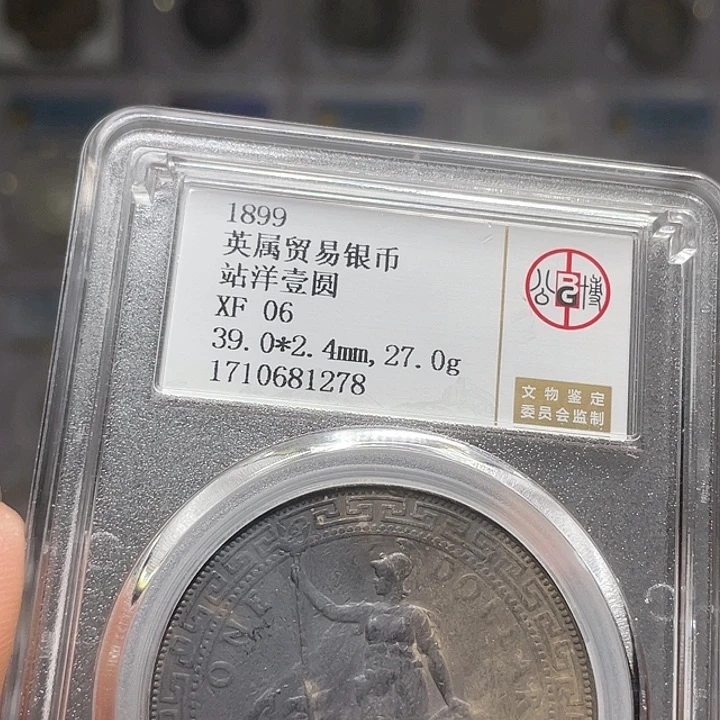 1899
英属贸易银币
站洋壹圆
XF 06
39.0*2.4mm, 27.0g
1710681278
公博
BG
文物鉴定
委员会监制
ONE DOLLAR